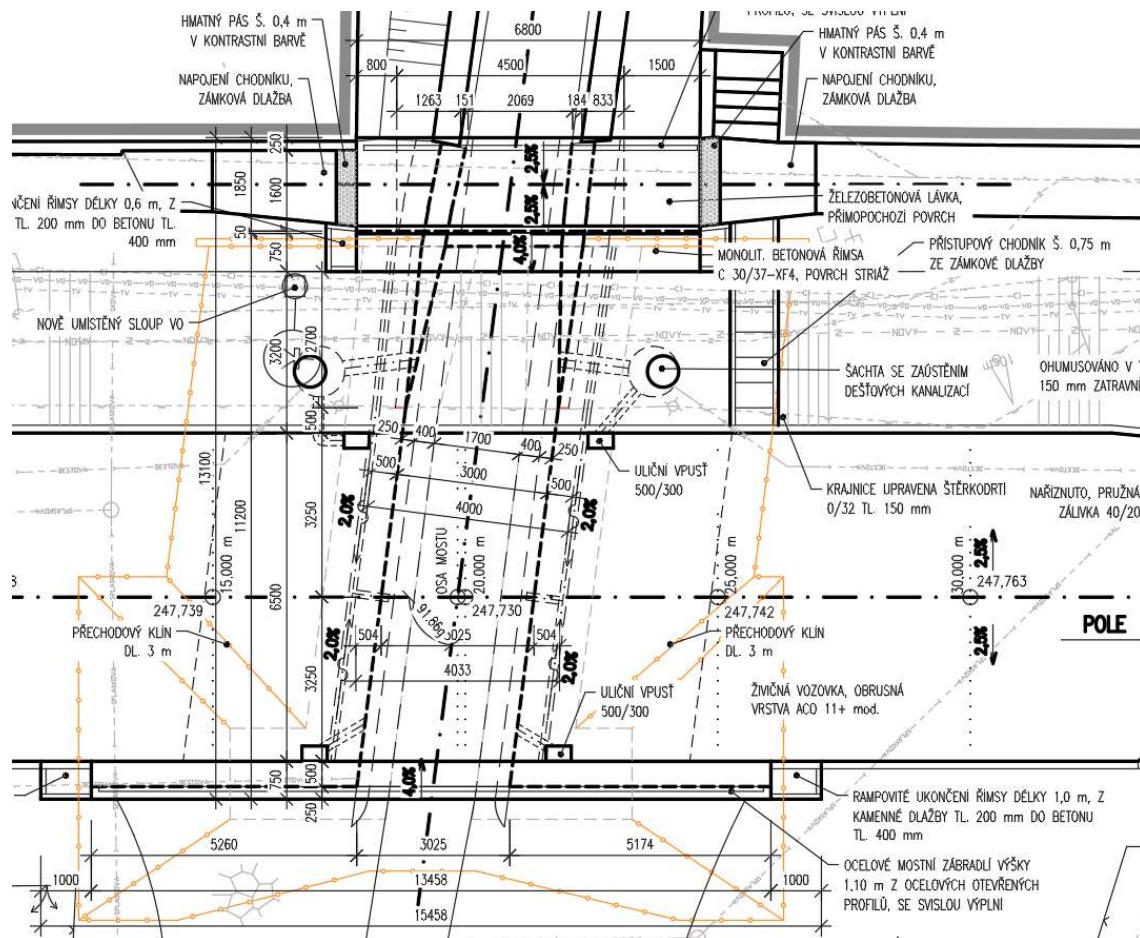 HMATNÝ PÁS Š. 0,4 m
V KONTRASTNÍ BARVĚ
NAPOJENÍ CHODNÍKU,
ZÁMKOVÁ DLAŽBA
6800
800
4500
1500
1263
151
2069
184
833
PROFILŮ, SE SVISLOU VÝPLNÍ
HMATNÝ PÁS Š. 0,4 m
V KONTRASTNÍ BARVĚ
NAPOJENÍ CHODNÍKU,
ZÁMKOVÁ DLAŽBA
250
1850
1600
2,5%
2,5%
4,0%
NČENÍ ŘÍMSY DÉLKY 0,6 m, Z
TL. 200 mm DO BETONU TL.
400 mm
50
750
ŽELEZOBETONOVÁ LÁVKA,
PŘÍMOPOCHOZÍ POVRCH
MONOLIT. BETONOVÁ ŘÍMSA
C 30/37-XF4, POVRCH STRIÁŽ
PŘÍSTUPOVÝ CHODNÍK Š. 0,75 m
ZE ZÁMKOVÉ DLAŽBY
NOVĚ UMÍSTĚNÝ SLOUP VO
3200
2700
NOVY
NOVY
ŠACHTA SE ZAÚSTĚNÍM
DEŠŤOVÝCH KANALIZACÍ
OHUMUSOVÁNO V
150 mm ZATRAVNĚ
500
250
400
1700
400
250
500
3000
500
4000
ULIČNÍ VPUSŤ
500/300
KRAJNICE UPRAVENA ŠTĚRKODRTÍ
0/32 TL. 150 mm
NAŘÍZNUTO, PRUŽNÁ
ZÁLIVKA 40/20
13100
11200
3250
2,0%
2,0%
OSA MOSTU
15,000 m
20,000 m
25,000 m
30,000 m
2,5%
247,763
6500
247,739
247,730
247,742
91,86g
PŘECHODOVÝ KLÍN
DL. 3 m
PŘECHODOVÝ KLÍN
DL. 3 m
POLE
2,5%
504
3025
504
4033
2,0%
2,0%
3250
ULIČNÍ VPUSŤ
500/300
ŽIVIČNÁ VOZOVKA, OBRUSNÁ
VRSTVA ACO 11+ mod.
750
500
250
4,0%
RAMPOVITÉ UKONČENÍ ŘÍMSY DÉLKY 1,0 m, Z
KAMENNÉ DLAŽBY TL. 200 mm DO BETONU
TL. 400 mm
5260
3025
5174
1000
13458
1000
15458
OCELOVÉ MOSTNÍ ZÁBRADLÍ VÝŠKY
1,10 m Z OCELOVÝCH OTEVŘENÝCH
PROFILŮ, SE SVISLOU VÝPLNÍ